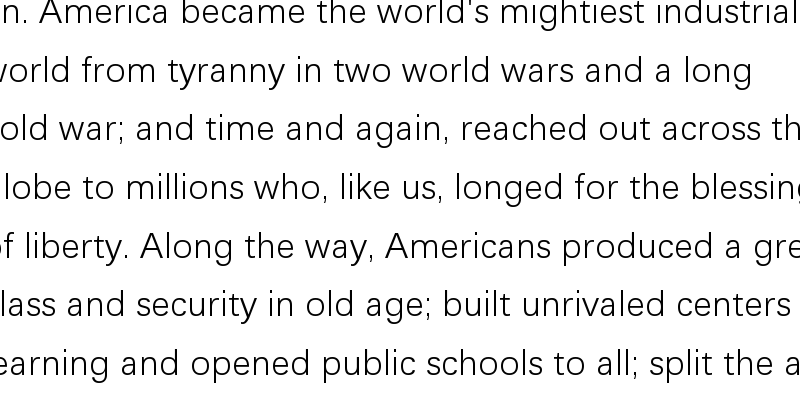 n. America became the world's mightiest industrial
world from tyranny in two world wars and a long
old war; and time and again, reached out across th
lobe to millions who, like us, longed for the blessing
of liberty. Along the way, Americans produced a gre
lass and security in old age; built unrivaled centers
earning and opened public schools to all; split the a